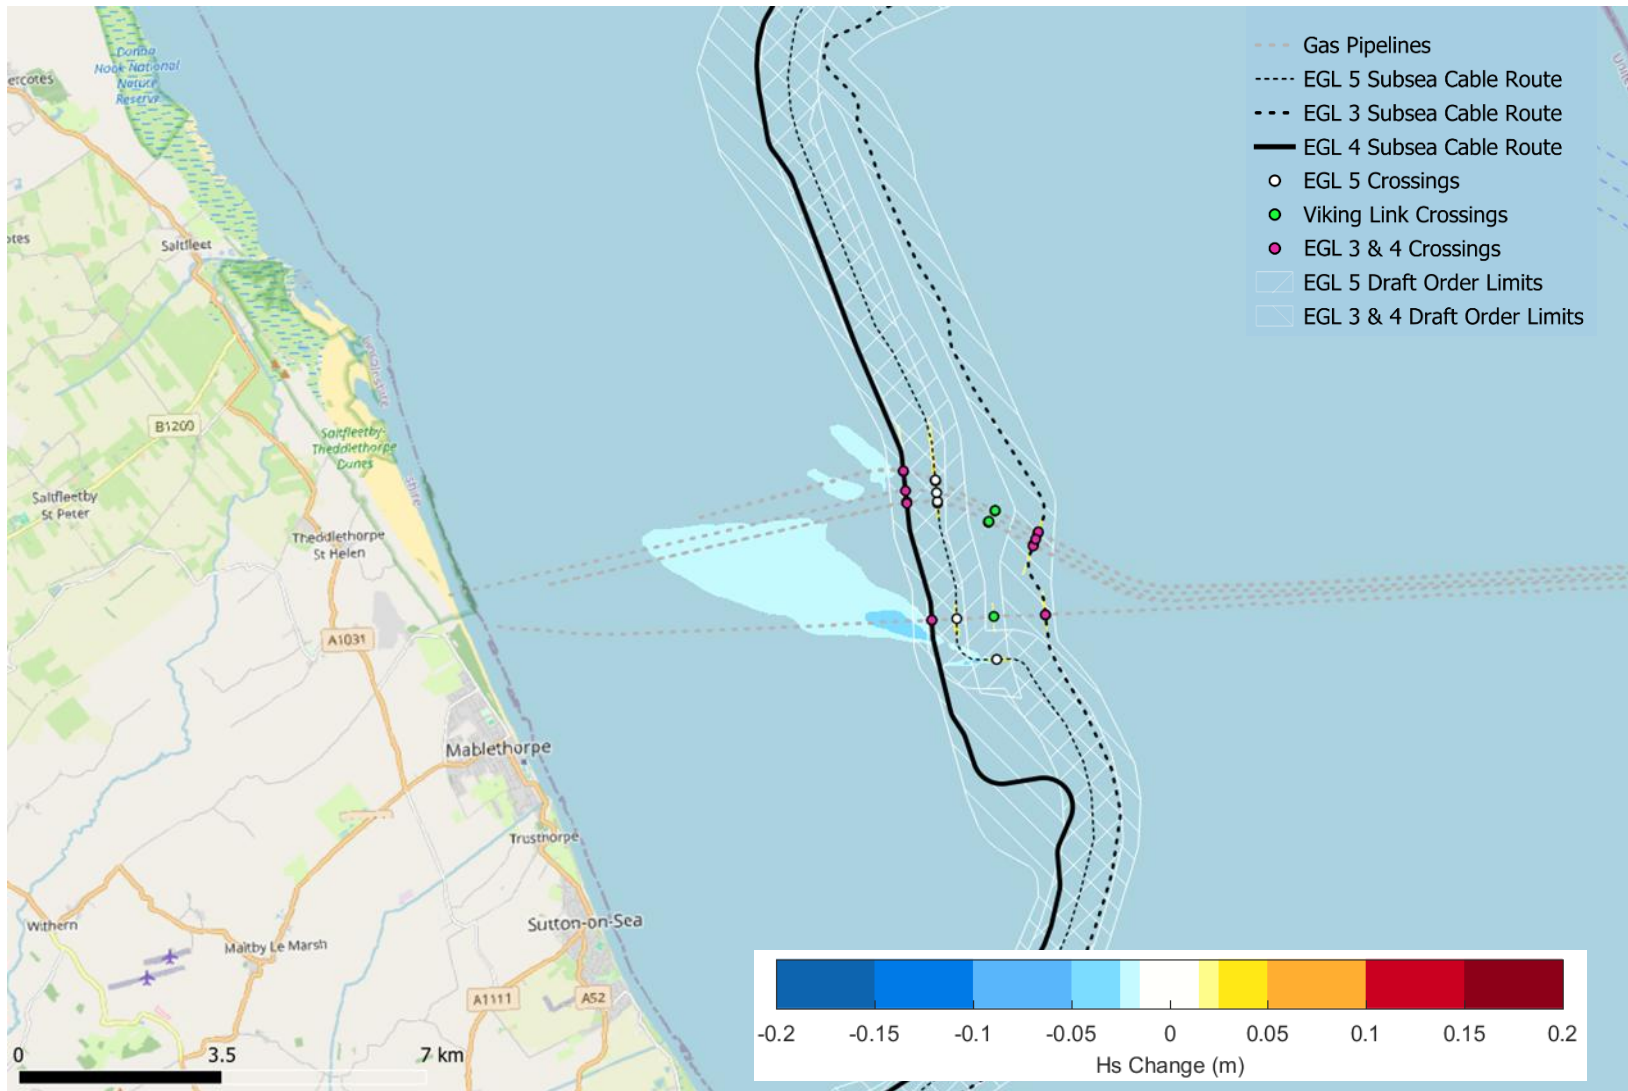 Donna
Nook National
Nature
Reserve
ercotes
otes
Saltfleet
Lincolnshire
shire
B1200
Saltfleetby-
Theddlethorpe
Dunes
Saltfleetby
St Peter
Theddlethorpe
St Helen
A1031
Mablethorpe
Trusthorpe
Sutton-on-Sea
Withern
Maltby Le Marsh
A1111
A52
0
3.5
7 km
Gas Pipelines
EGL 5 Subsea Cable Route
EGL 3 Subsea Cable Route
EGL 4 Subsea Cable Route
EGL 5 Crossings
Viking Link Crossings
EGL 3 & 4 Crossings
EGL 5 Draft Order Limits
EGL 3 & 4 Draft Order Limits
-0.2 -0.15 -0.1 -0.05 0 0.05 0.1 0.15 0.2
Hs Change (m)